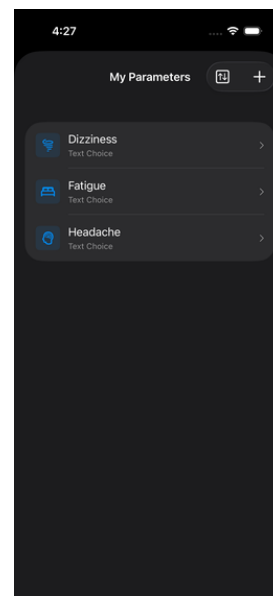 4:27
My Parameters
Dizziness
Text Choice
Fatigue
Text Choice
Headache
Text Choice